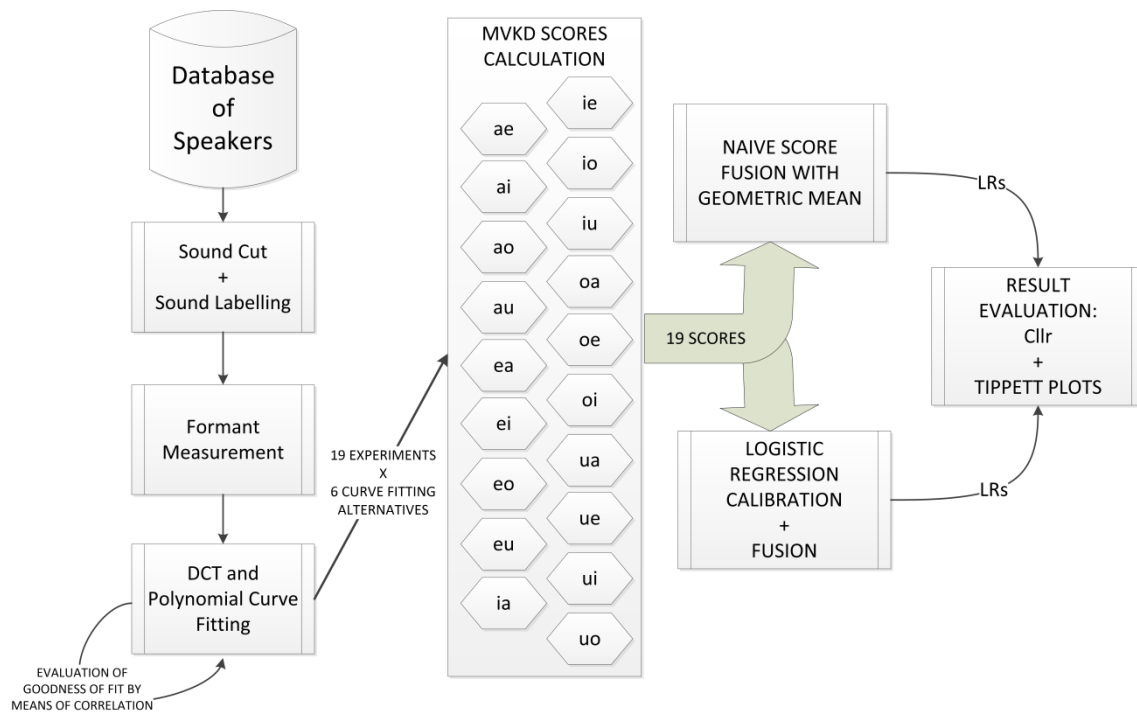 Database
of
Speakers
Sound Cut
+
Sound Labelling
Formant
Measurement
DCT and
Polynomial Curve
Fitting
EVALUATION OF
GOODNESS OF FIT BY
MEANS OF CORRELATION
19 EXPERIMENTS
X
6 CURVE FITTING
ALTERNATIVES
MVKD SCORES
CALCULATION
ae
ai
ao
au
ea
ei
eo
eu
ia
ie
io
iu
oa
oe
oi
ua
ue
ui
uo
19 SCORES
NAIVE SCORE
FUSION WITH
GEOMETRIC MEAN
LRs
LOGISTIC
REGRESSION
CALIBRATION
+
FUSION
LRs
RESULT
EVALUATION:
Cllr
+
TIPPETT PLOTS